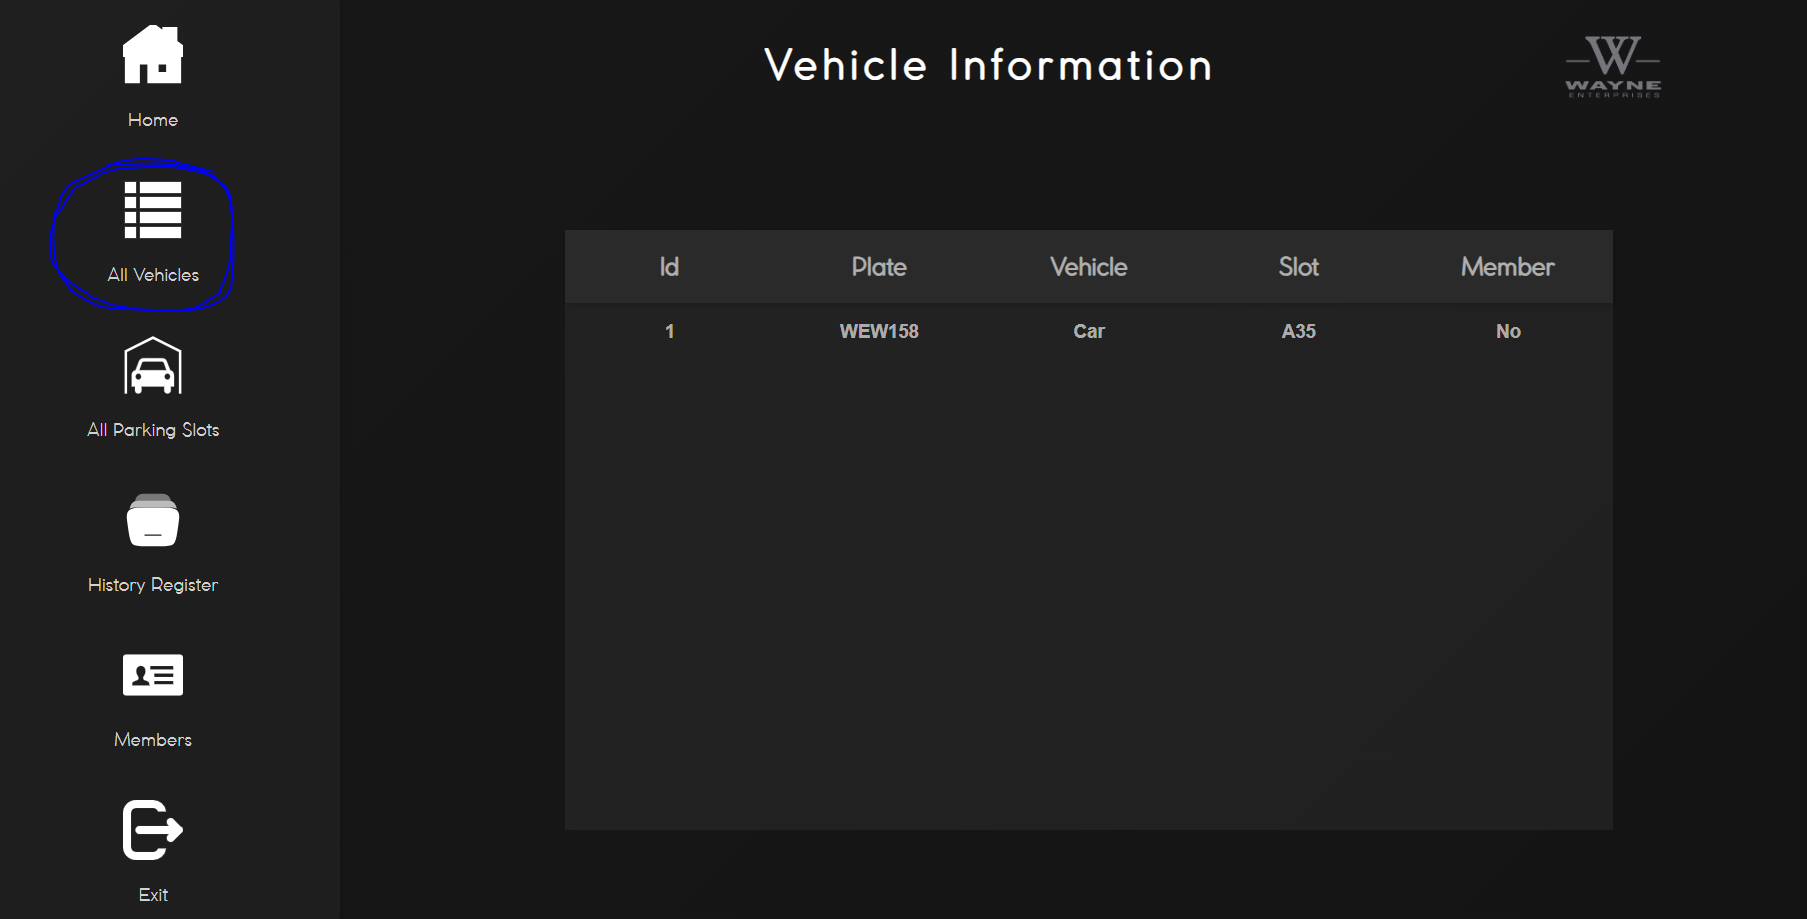 Home
All Vehicles
All Parking Slots
History Register
Members
Exit
Vehicle Information
W
WAYNE
ENTERPRISES
Id Plate Vehicle Slot Member
1 WEW158 Car A35 No